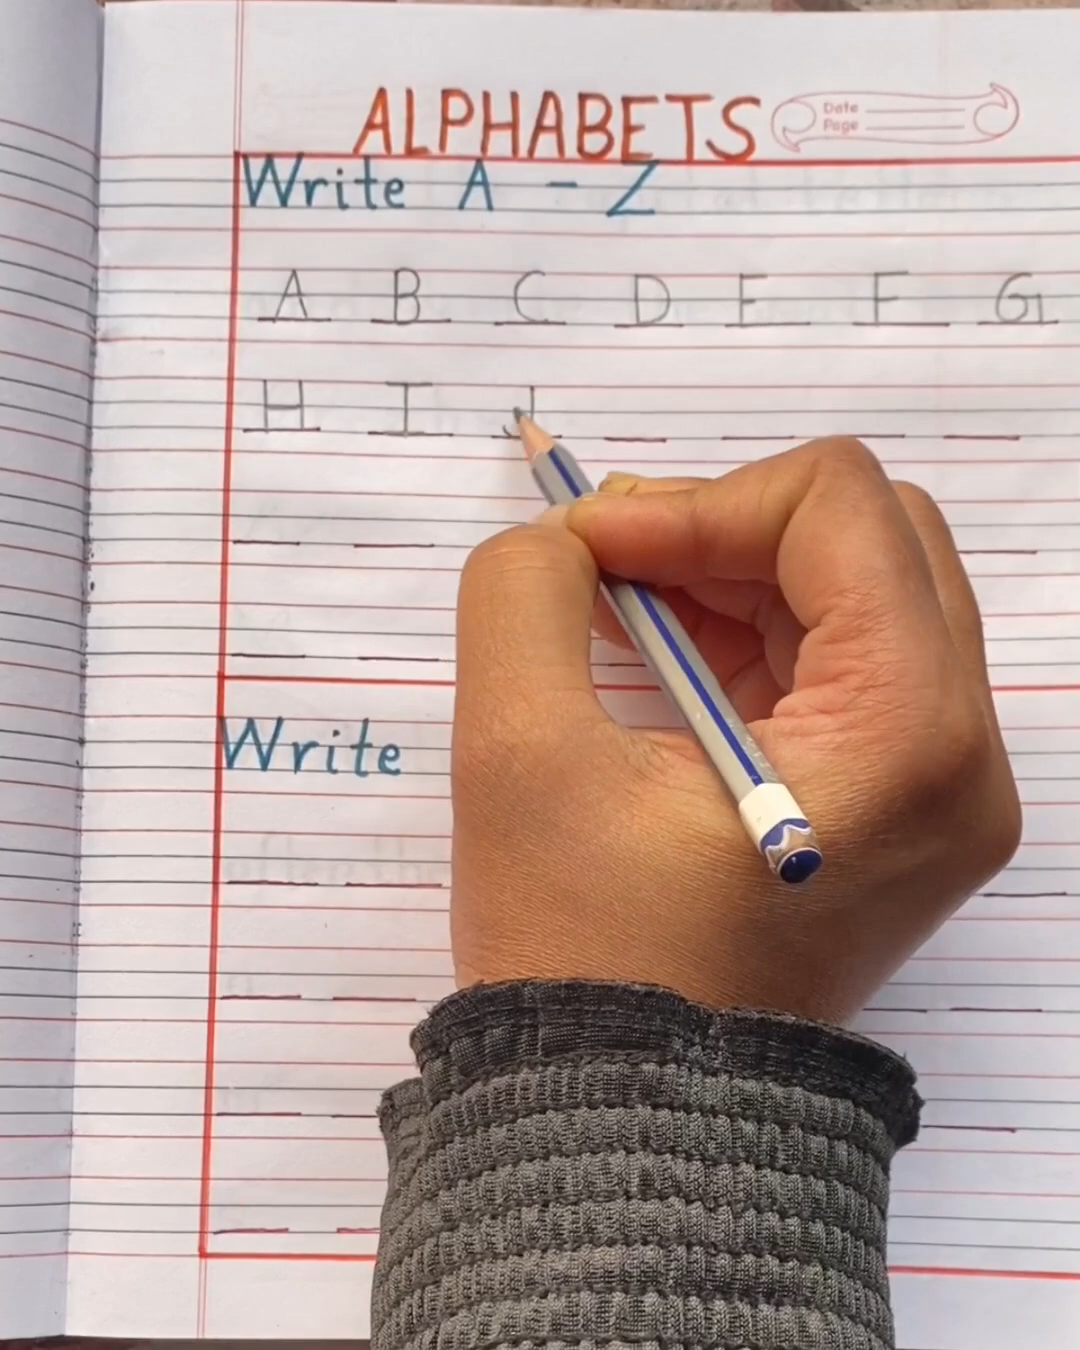 ALPHABETS
Date
Page
Write A - Z
A B C D E F G
H I J
Write